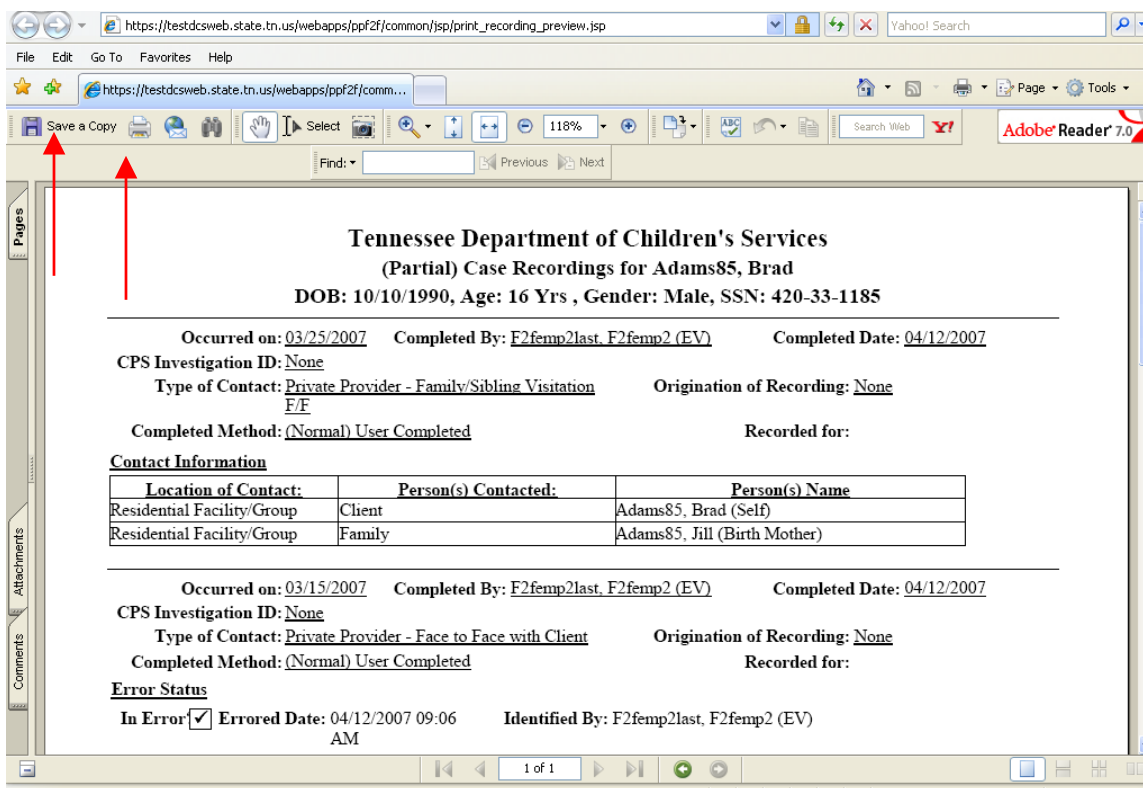 https://testdcsweb.state.tn.us/webapps/ppf2f/common/jsp/print_recording_preview.jsp Yahoo! Search
File Edit Go To Favorites Help
https://testdcsweb.state.tn.us/webapps/ppf2f/comm... Page Tools
Save a Copy Select 118% ABC Search Web Y! Adobe Reader 7.0
Find: Previous Next
Pages
Attachments
Comments
Tennessee Department of Children's Services
(Partial) Case Recordings for Adams85, Brad
DOB: 10/10/1990, Age: 16 Yrs , Gender: Male, SSN: 420-33-1185
Occurred on: 03/25/2007 Completed By: F2femp2last, F2femp2 (EV) Completed Date: 04/12/2007
CPS Investigation ID: None
Type of Contact: Private Provider - Family/Sibling Visitation Origination of Recording: None
F/F
Completed Method: (Normal) User Completed Recorded for:
Contact Information
Location of Contact: Person(s) Contacted: Person(s) Name
Residential Facility/Group Client Adams85, Brad (Self)
Residential Facility/Group Family Adams85, Jill (Birth Mother)
Occurred on: 03/15/2007 Completed By: F2femp2last, F2femp2 (EV) Completed Date: 04/12/2007
CPS Investigation ID: None
Type of Contact: Private Provider - Face to Face with Client Origination of Recording: None
Completed Method: (Normal) User Completed Recorded for:
Error Status
In Error? Errored Date: 04/12/2007 09:06 Identified By: F2femp2last, F2femp2 (EV)
AM
1 of 1